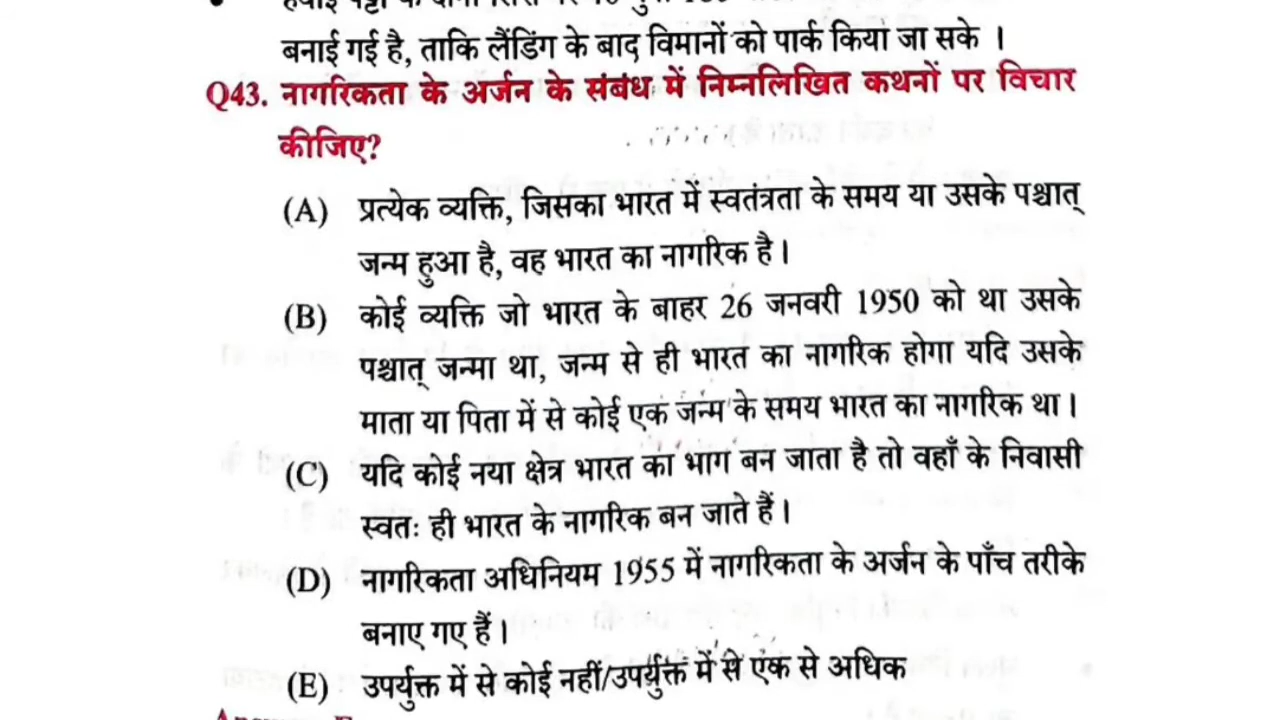 बनाई गई है, ताकि लैंडिंग के बाद विमानों को पार्क किया जा सके ।
Q43. नागरिकता के अर्जन के संबंध में निम्नलिखित कथनों पर विचार
कीजिए?
(A) प्रत्येक व्यक्ति, जिसका भारत में स्वतंत्रता के समय या उसके पश्चात्
जन्म हुआ है, वह भारत का नागरिक है।
(B) कोई व्यक्ति जो भारत के बाहर 26 जनवरी 1950 को था उसके
पश्चात् जन्मा था, जन्म से ही भारत का नागरिक होगा यदि उसके
माता या पिता में से कोई एक जन्म के समय भारत का नागरिक था।
(C) यदि कोई नया क्षेत्र भारत का भाग बन जाता है तो वहाँ के निवासी
स्वतः ही भारत के नागरिक बन जाते हैं।
(D) नागरिकता अधिनियम 1955 में नागरिकता के अर्जन के पाँच तरीके
बनाए गए हैं।
(E) उपर्युक्त में से कोई नहीं/उपर्युक्त में से एक से अधिक